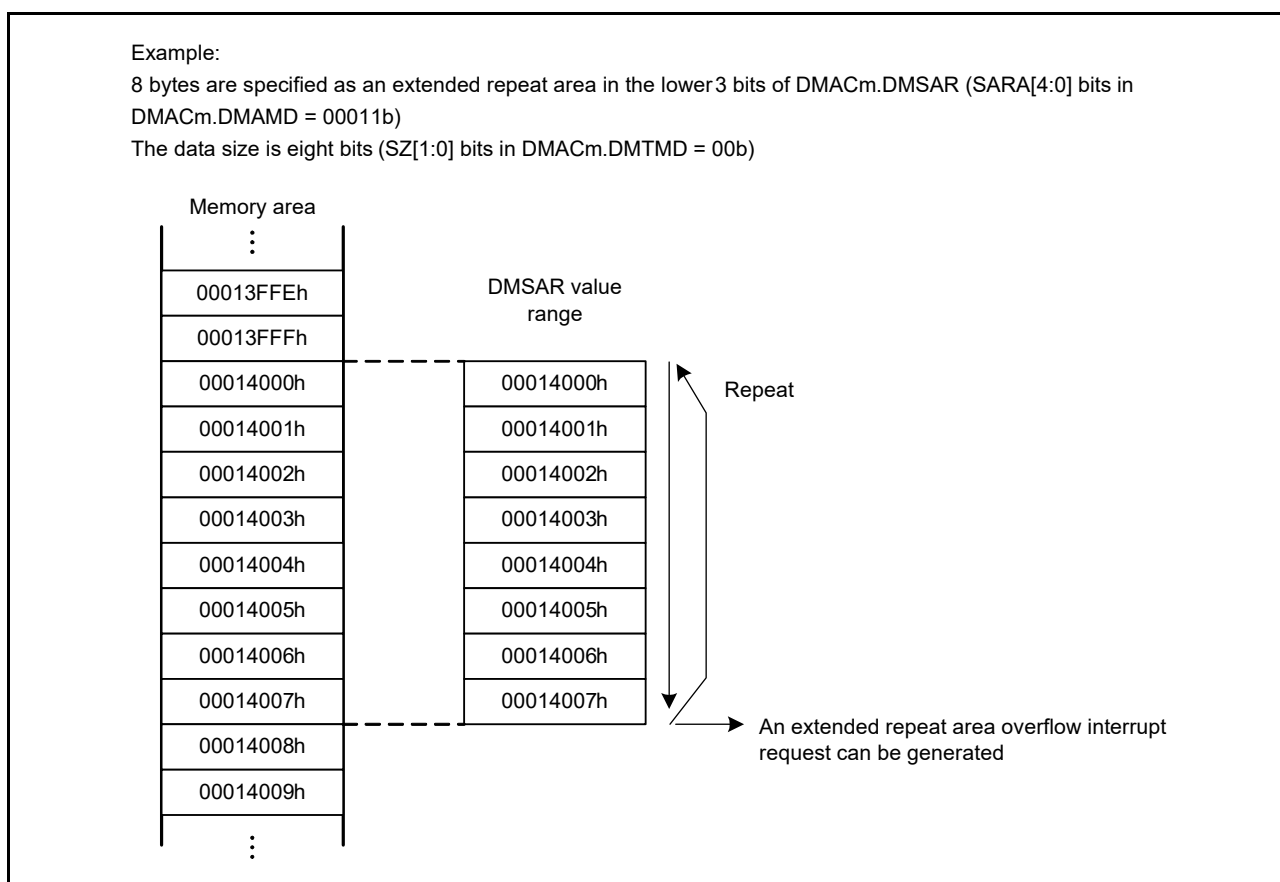 Example:
8 bytes are specified as an extended repeat area in the lower 3 bits of DMACm.DMSAR (SARA[4:0] bits in
DMACm.DMAMD = 00011b)
The data size is eight bits (SZ[1:0] bits in DMACm.DMTMD = 00b)
Memory area
00013FFEh
00013FFFh
00014000h
00014001h
00014002h
00014003h
00014004h
00014005h
00014006h
00014007h
00014008h
00014009h
DMSAR value
range
00014000h
00014001h
00014002h
00014003h
00014004h
00014005h
00014006h
00014007h
Repeat
An extended repeat area overflow interrupt
request can be generated